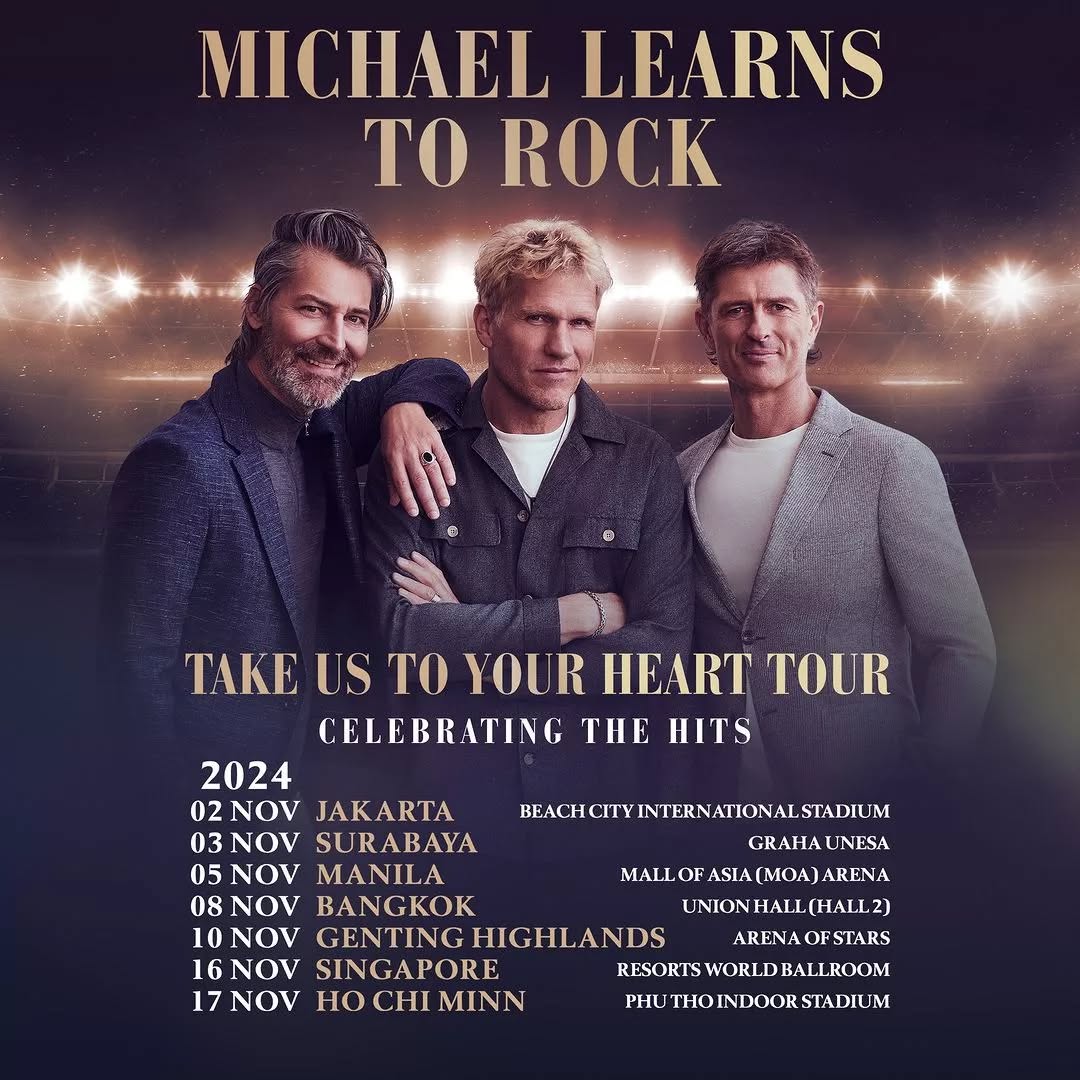 MICHAEL LEARNS
TO ROCK
TAKE US TO YOUR HEART TOUR
CELEBRATING THE HITS
2024
02 NOV JAKARTA BEACH CITY INTERNATIONAL STADIUM
03 NOV SURABAYA GRAHA UNESA
05 NOV MANILA MALL OF ASIA (MOA) ARENA
08 NOV BANGKOK UNION HALL (HALL 2)
10 NOV GENTING HIGHLANDS ARENA OF STARS
16 NOV SINGAPORE RESORTS WORLD BALLROOM
17 NOV HO CHI MINN PHU THO INDOOR STADIUM